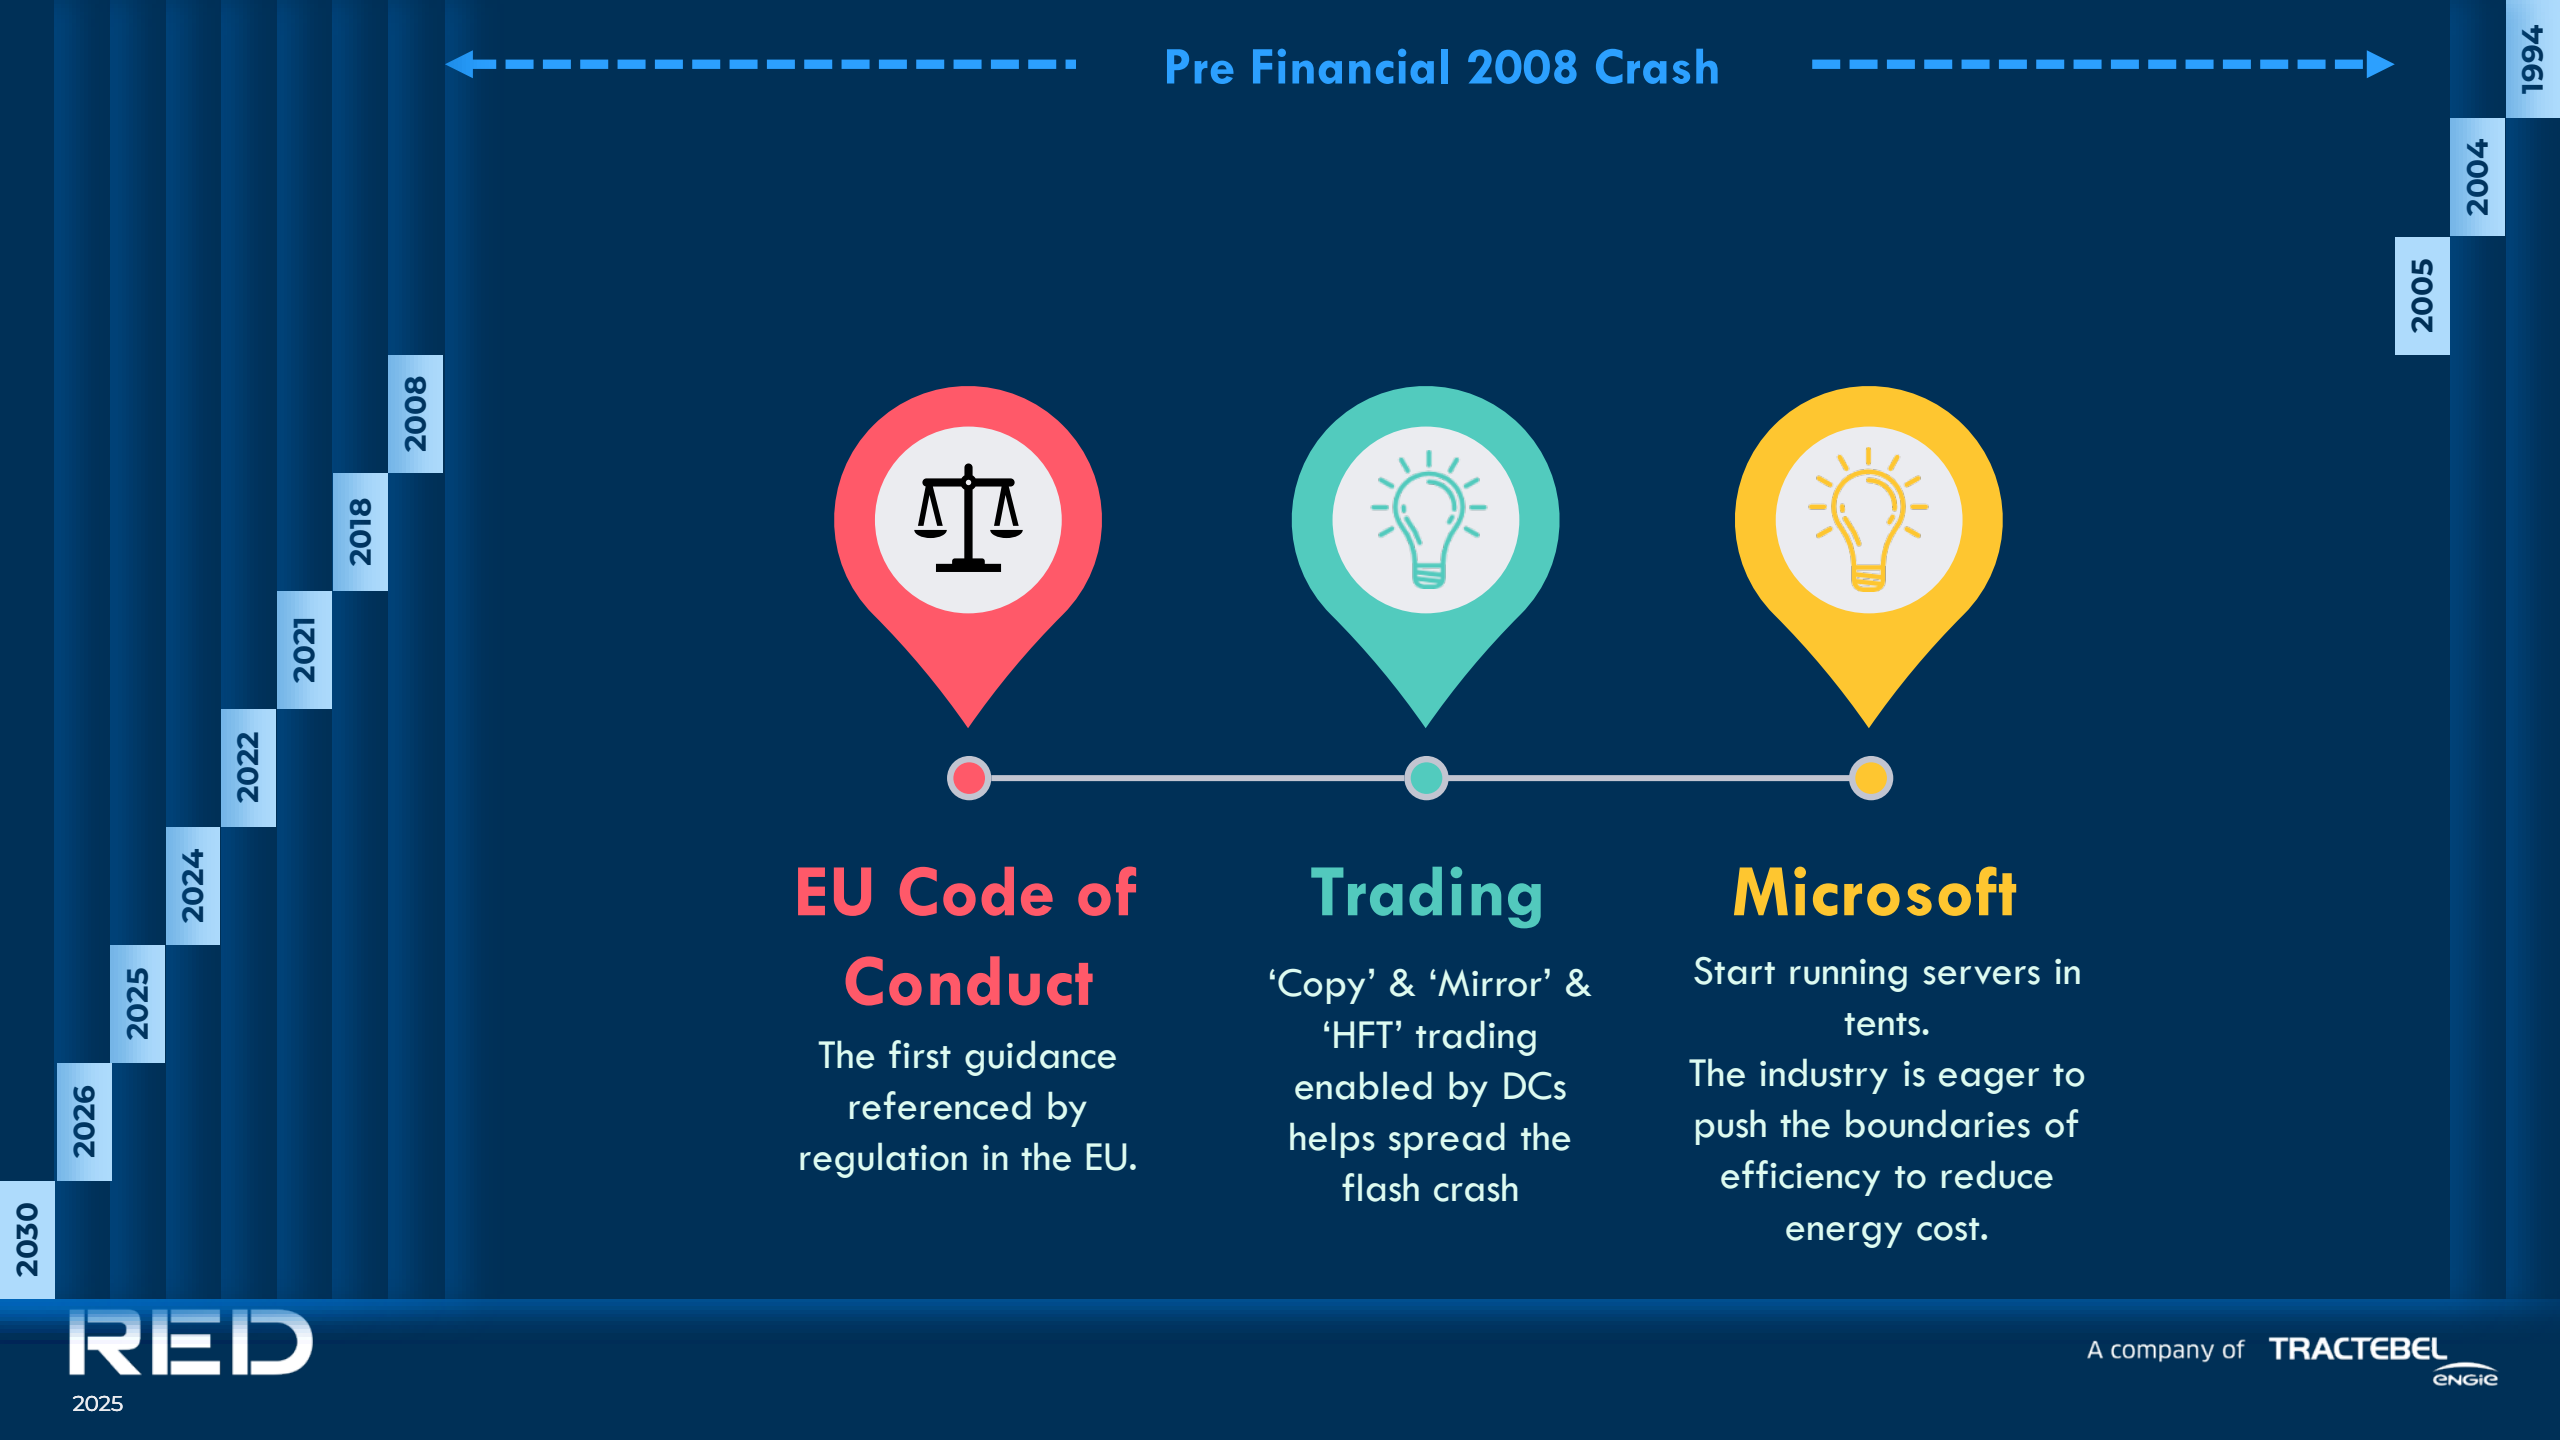 Pre Financial 2008 Crash
1994
2004
2005
2008
2018
2021
2022
2024
2025
2026
2030
EU Code of
Conduct
The first guidance
referenced by
regulation in the EU.
Trading
‘Copy’ & ‘Mirror’ &
‘HFT’ trading
enabled by DCs
helps spread the
flash crash
Microsoft
Start running servers in
tents.
The industry is eager to
push the boundaries of
efficiency to reduce
energy cost.
RED
2025
A company of TRACTEBEL
ENGIE